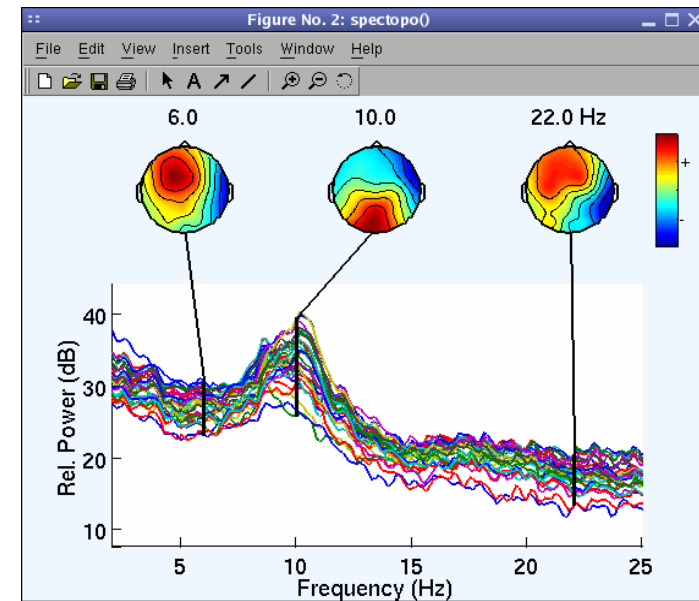 Figure No. 2: spectopo()
File Edit View Insert Tools Window Help
A
6.0 10.0 22.0 Hz
+
-
40
30
20
10
Rel. Power (dB)
5 10 15 20 25
Frequency (Hz)